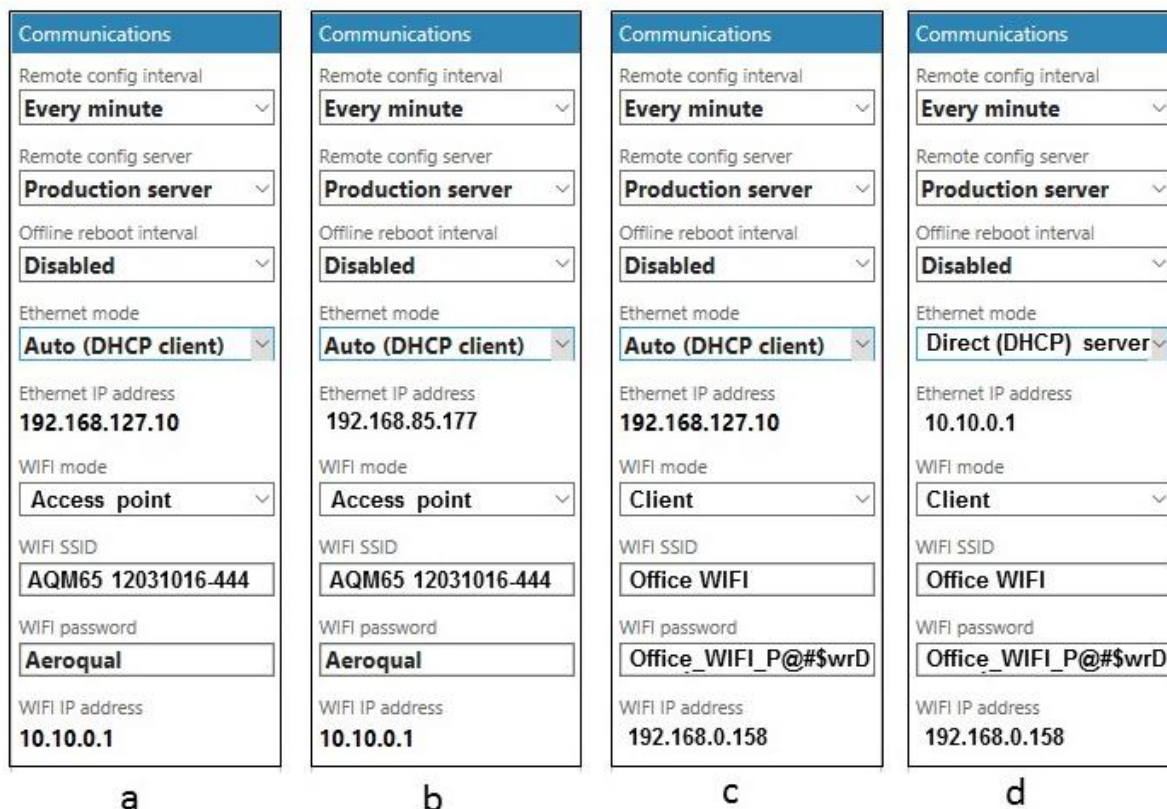 Communications
Remote config interval
Every minute
Remote config server
Production server
Offline reboot interval
Disabled
Ethernet mode
Auto (DHCP client)
Ethernet IP address
192.168.127.10
WIFI mode
Access point
WIFI SSID
AQM65 12031016-444
WIFI password
Aeroqual
WIFI IP address
10.10.0.1
a
Communications
Remote config interval
Every minute
Remote config server
Production server
Offline reboot interval
Disabled
Ethernet mode
Auto (DHCP client)
Ethernet IP address
192.168.85.177
WIFI mode
Access point
WIFI SSID
AQM65 12031016-444
WIFI password
Aeroqual
WIFI IP address
10.10.0.1
b
Communications
Remote config interval
Every minute
Remote config server
Production server
Offline reboot interval
Disabled
Ethernet mode
Auto (DHCP client)
Ethernet IP address
192.168.127.10
WIFI mode
Client
WIFI SSID
Office WIFI
WIFI password
Office_WIFI_P@#$wrD
WIFI IP address
192.168.0.158
c
Communications
Remote config interval
Every minute
Remote config server
Production server
Offline reboot interval
Disabled
Ethernet mode
Direct (DHCP) server
Ethernet IP address
10.10.0.1
WIFI mode
Client
WIFI SSID
Office WIFI
WIFI password
Office_WIFI_P@#$wrD
WIFI IP address
192.168.0.158
d